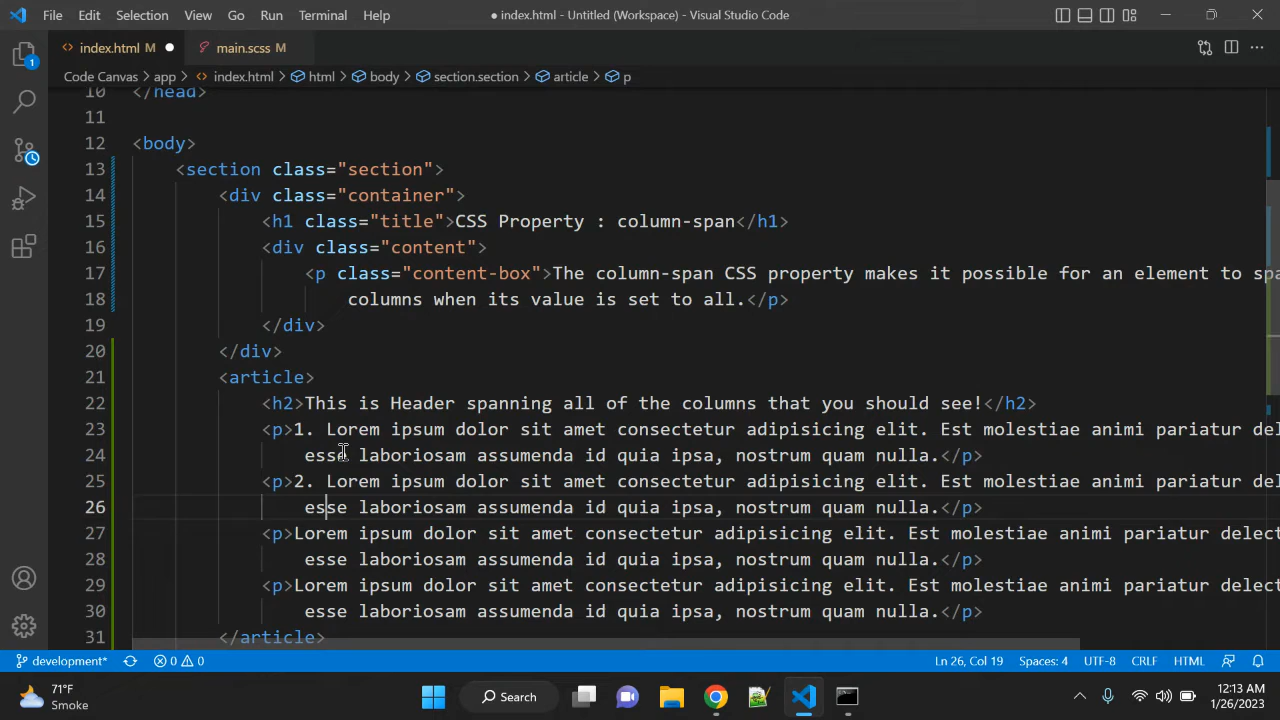 File Edit Selection View Go Run Terminal Help ● index.html - Untitled (Workspace) - Visual Studio Code
<> index.html M ● main.scss M
Code Canvas > app > <> index.html > html > body > section.section > article > p
10 </head>
11
12 <body>
13 <section class="section">
14 <div class="container">
15 <h1 class="title">CSS Property : column-span</h1>
16 <div class="content">
17 <p class="content-box">The column-span CSS property makes it possible for an element to spa
18 columns when its value is set to all.</p>
19 </div>
20 </div>
21 <article>
22 <h2>This is Header spanning all of the columns that you should see!</h2>
23 <p>1. Lorem ipsum dolor sit amet consectetur adipisicing elit. Est molestiae animi pariatur de
24 esse laboriosam assumenda id quia ipsa, nostrum quam nulla.</p>
25 <p>2. Lorem ipsum dolor sit amet consectetur adipisicing elit. Est molestiae animi pariatur de
26 esse laboriosam assumenda id quia ipsa, nostrum quam nulla.</p>
27 <p>Lorem ipsum dolor sit amet consectetur adipisicing elit. Est molestiae animi pariatur delect
28 esse laboriosam assumenda id quia ipsa, nostrum quam nulla.</p>
29 <p>Lorem ipsum dolor sit amet consectetur adipisicing elit. Est molestiae animi pariatur delect
30 esse laboriosam assumenda id quia ipsa, nostrum quam nulla.</p>
31 </article>
1
development* 0 0 Ln 26, Col 19 Spaces: 4 UTF-8 CRLF HTML
71°F
Smoke
Search
12:13 AM
1/26/2023